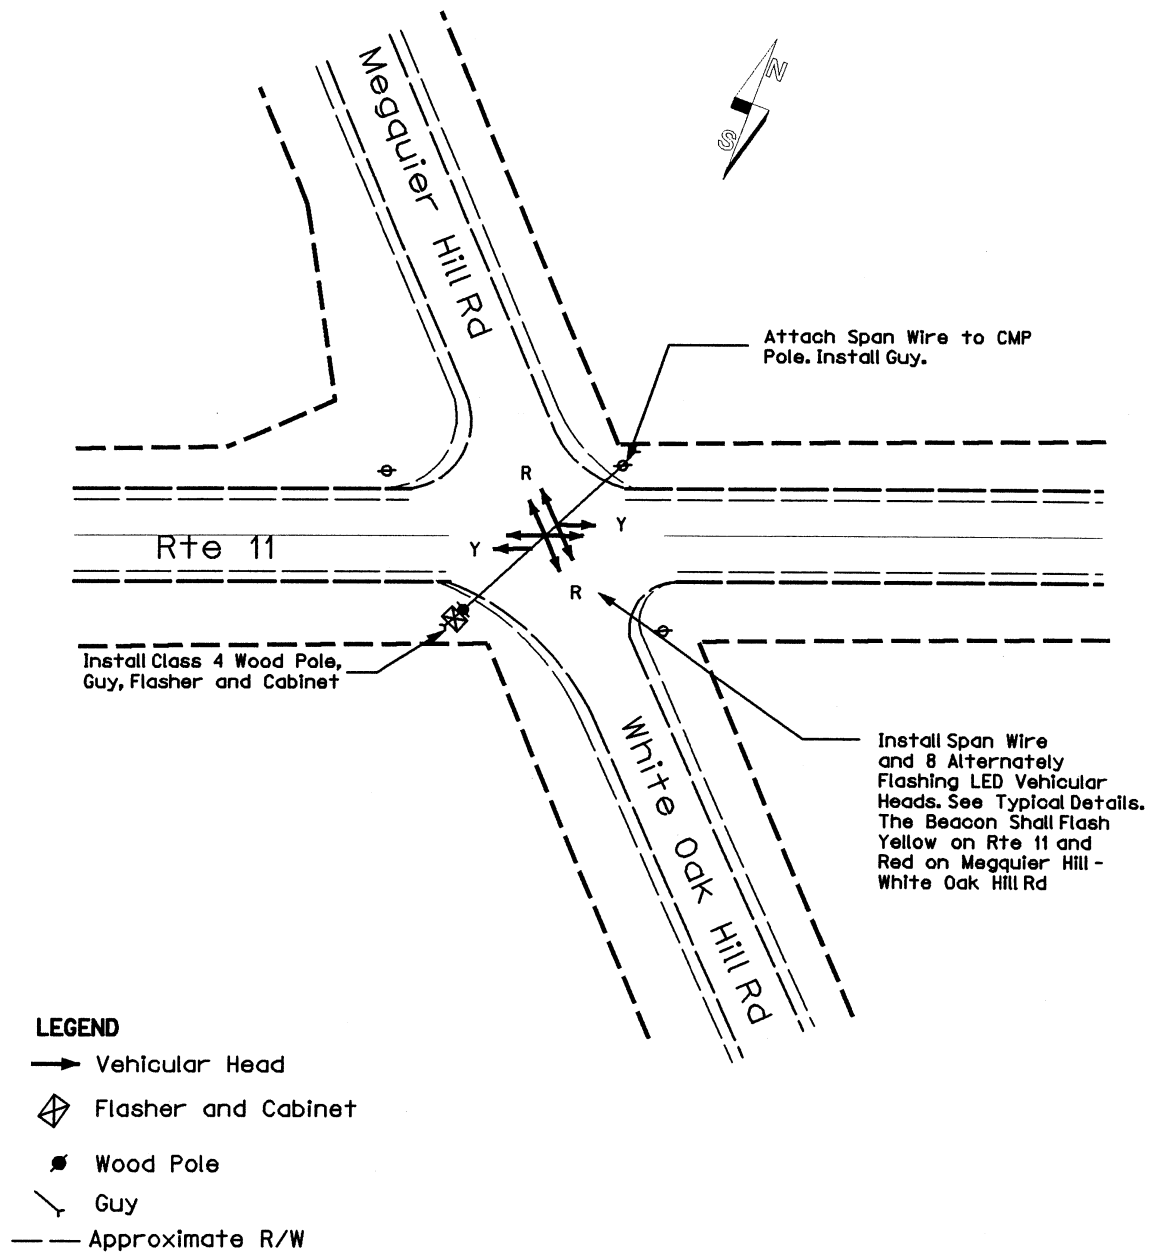 Megquier Hill Rd
N
S
Attach Span Wire to CMP
Pole. Install Guy.
R
Y
Rte 11
Y
R
Install Class 4 Wood Pole,
Guy, Flasher and Cabinet
White Oak Hill Rd
Install Span Wire
and 8 Alternately
Flashing LED Vehicular
Heads. See Typical Details.
The Beacon Shall Flash
Yellow on Rte 11 and
Red on Megquier Hill -
White Oak Hill Rd
LEGEND
Vehicular Head
Flasher and Cabinet
Wood Pole
Guy
Approximate R/W